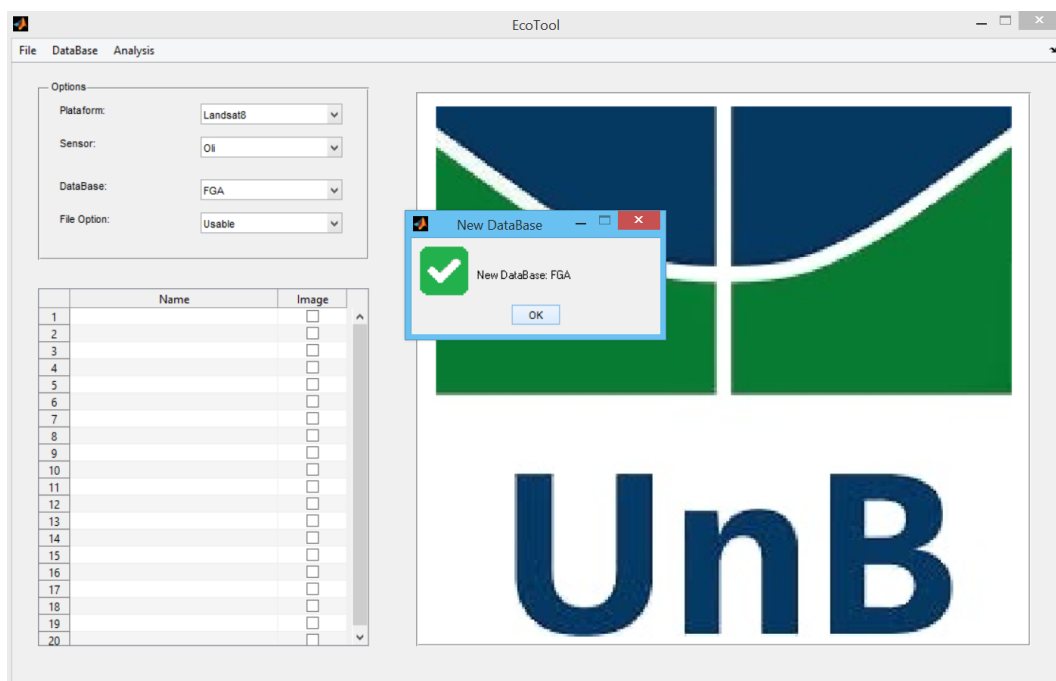 EcoTool
File DataBase Analysis
Options
Plataform: Landsat8
Sensor: Oli
DataBase: FGA
File Option: Usable
New DataBase
New DataBase: FGA
OK
Name Image
1
2
3
4
5
6
7
8
9
10
11
12
13
14
15
16
17
18
19
20
UnB